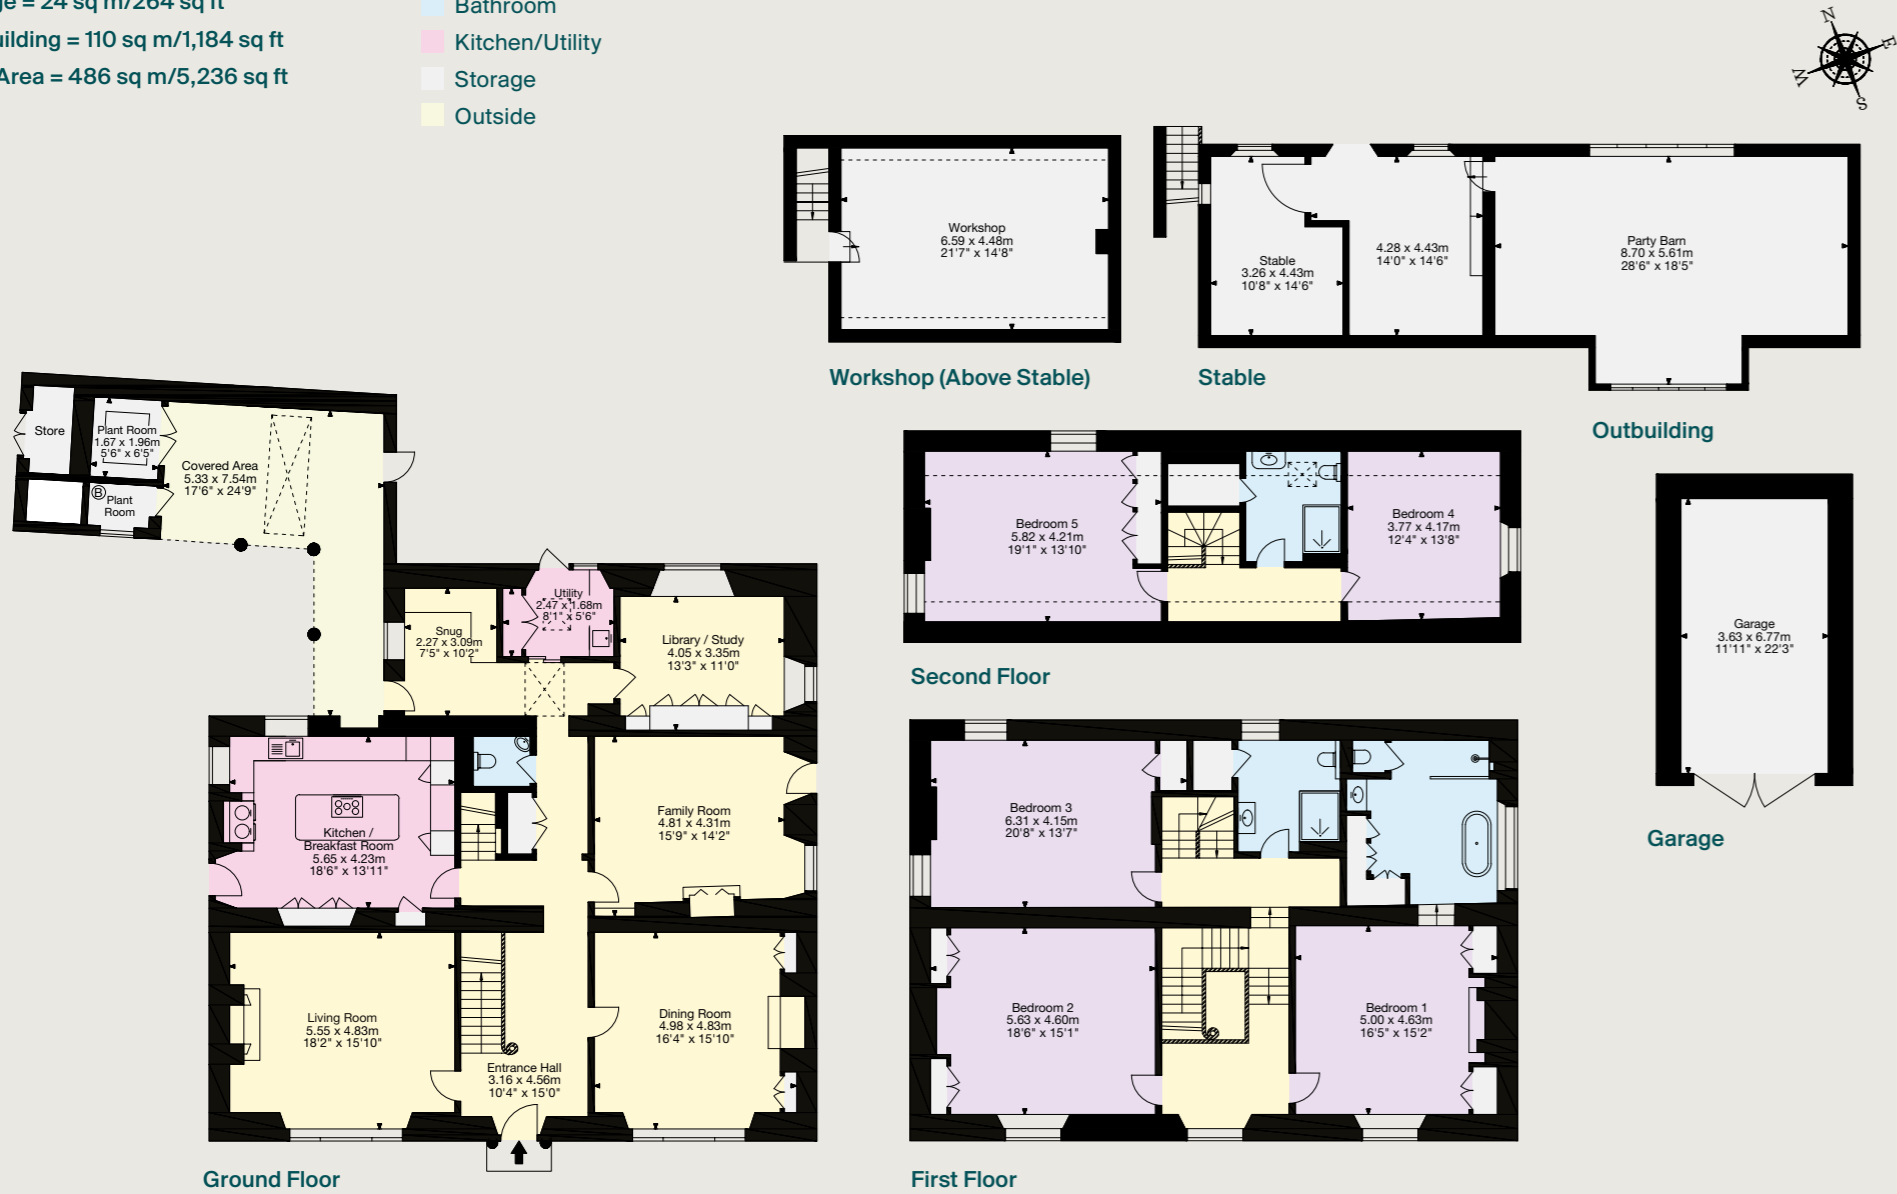 = 24 sq m/264 sq ft
= 110 sq m/1,184 sq ft
Area = 486 sq m/5,236 sq ft
Bathroom
Kitchen/Utility
Storage
Outside
N
E
S
W
Workshop
6.59 x 4.48m
21'7" x 14'8"
Workshop (Above Stable)
Stable
3.26 x 4.43m
10'8" x 14'6"
4.28 x 4.43m
14'0" x 14'6"
Stable
Party Barn
8.70 x 5.61m
28'6" x 18'5"
Outbuilding
Store
Plant Room
1.67 x 1.96m
5'6" x 6'5"
B
Plant
Room
Covered Area
5.33 x 7.54m
17'6" x 24'9"
Snug
2.27 x 3.09m
7'5" x 10'2"
Utility
2.47 x 1.68m
8'1" x 5'6"
Library / Study
4.05 x 3.35m
13'3" x 11'0"
Kitchen /
Breakfast Room
5.65 x 4.23m
18'6" x 13'11"
Family Room
4.81 x 4.31m
15'9" x 14'2"
Living Room
5.55 x 4.83m
18'2" x 15'10"
Entrance Hall
3.16 x 4.56m
10'4" x 15'0"
Dining Room
4.98 x 4.83m
16'4" x 15'10"
Ground Floor
Bedroom 5
5.82 x 4.21m
19'1" x 13'10"
Bedroom 4
3.77 x 4.17m
12'4" x 13'8"
Second Floor
Bedroom 3
6.31 x 4.15m
20'8" x 13'7"
Bedroom 2
5.63 x 4.60m
18'6" x 15'1"
Bedroom 1
5.00 x 4.63m
16'5" x 15'2"
First Floor
Garage
3.63 x 6.77m
11'11" x 22'3"
Garage